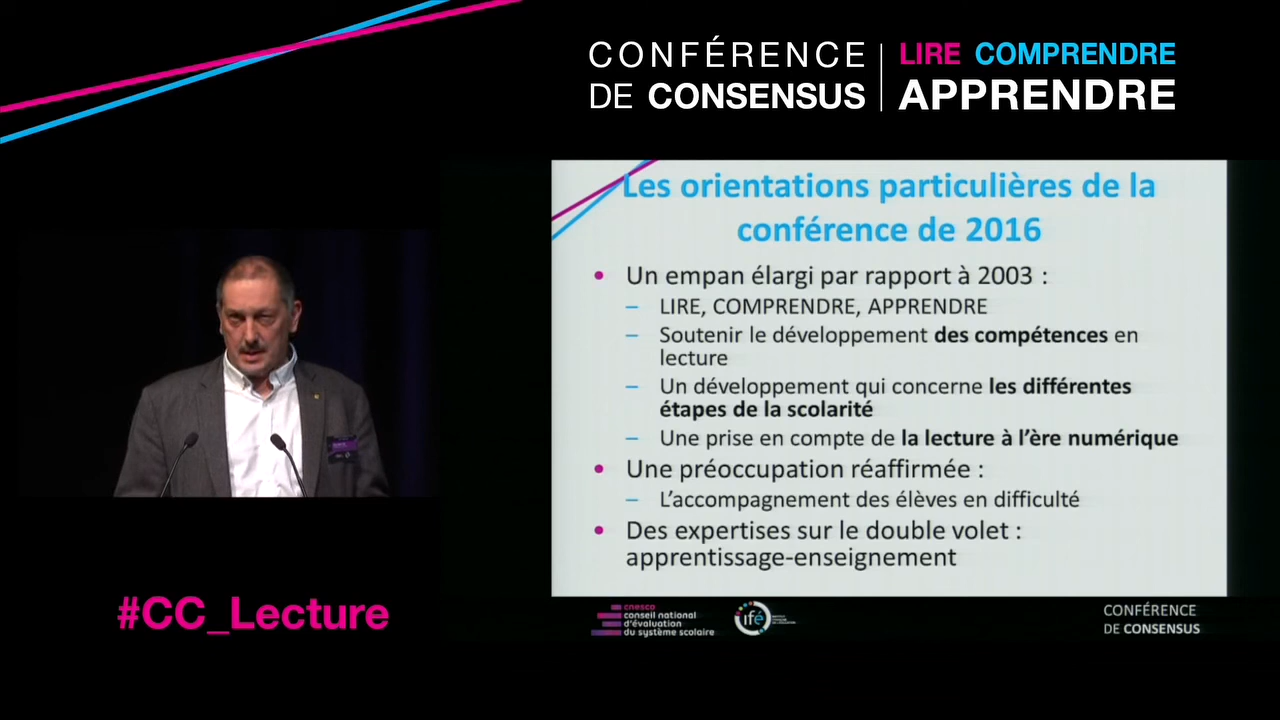 CONFÉRENCE
DE CONSENSUS
LIRE COMPRENDRE
APPRENDRE
Les orientations particulières de la
conférence de 2016
• Un empan élargi par rapport à 2003 :
– LIRE, COMPRENDRE, APPRENDRE
– Soutenir le développement des compétences en
lecture
– Un développement qui concerne les différentes
étapes de la scolarité
– Une prise en compte de la lecture à l'ère numérique
• Une préoccupation réaffirmée :
– L'accompagnement des élèves en difficulté
• Des expertises sur le double volet :
apprentissage-enseignement
#CC_Lecture
cnesco
conseil national
d'évaluation
du système scolaire
ifé
CONFÉRENCE
DE CONSENSUS